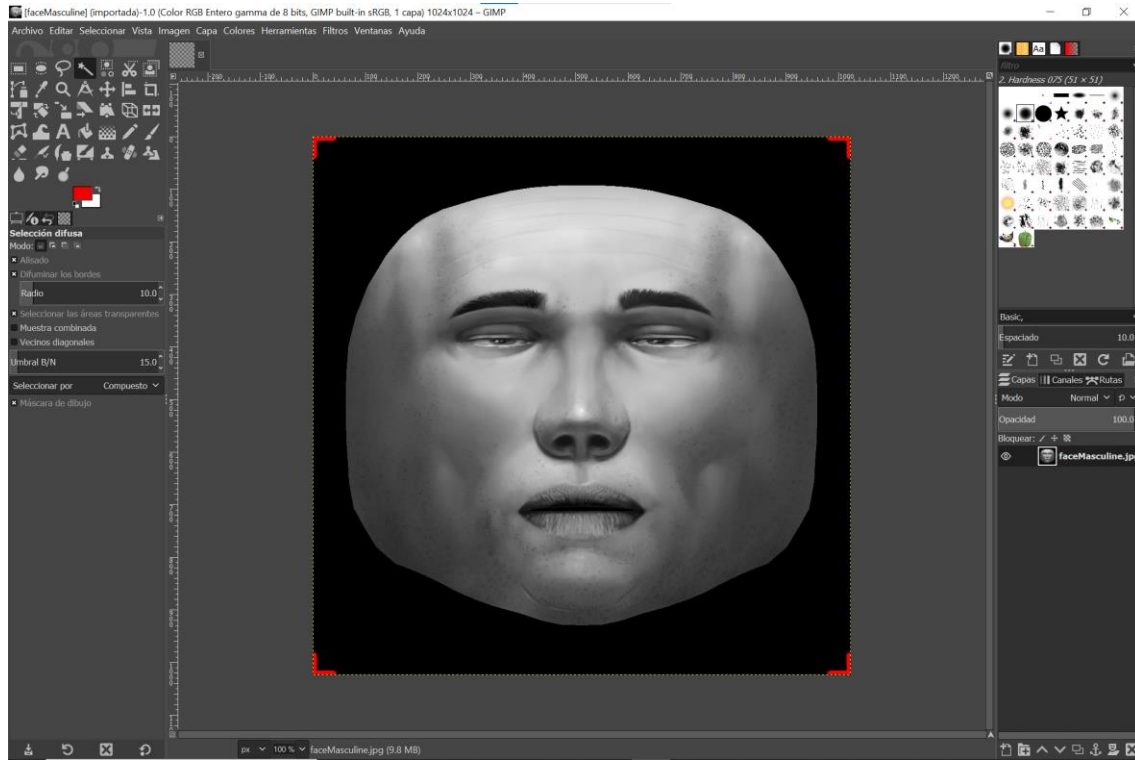 [faceMasculine] (importada)-1.0 (Color RGB Entero gamma de 8 bits, GIMP built-in sRGB, 1 capa) 1024x1024 – GIMP
Archivo Editar Seleccionar Vista Imagen Capa Colores Herramientas Filtros Ventanas Ayuda
Aa
filtro
2. Hardness 075 (51 × 51)
Selección difusa
Modo:
Alisado
Difuminar los bordes
Radio 10.0
Seleccionar las áreas transparentes
Muestra combinada
Vecinos diagonales
Umbral B/N 15.0
Seleccionar por Compuesto
Máscara de dibujo
Basic,
Espaciado 10.0
Capas Canales Rutas
Modo Normal
Opacidad 100.0
Bloquear:
faceMasculine.jp
px 100 % faceMasculine.jpg (9.8 MB)